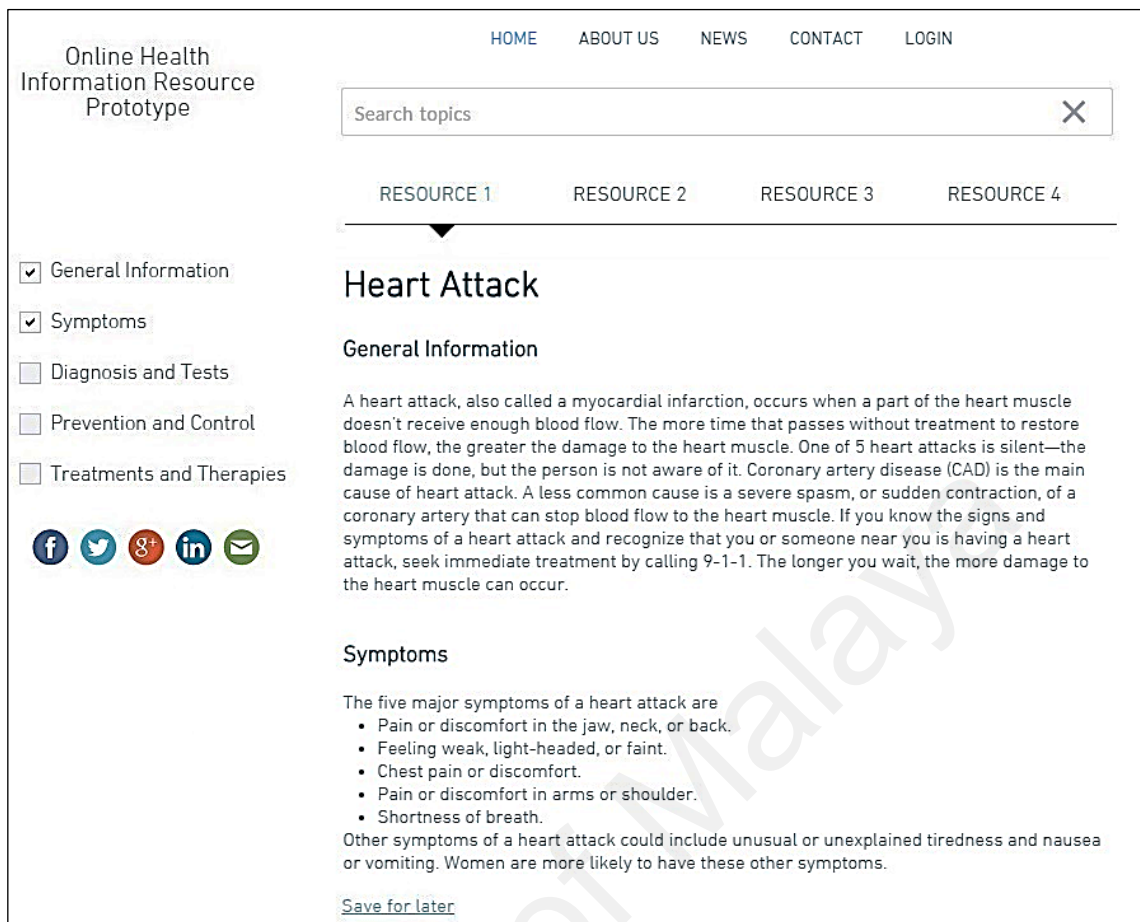 Online Health
Information Resource
Prototype
HOME ABOUT US NEWS CONTACT LOGIN
Search topics
RESOURCE 1 RESOURCE 2 RESOURCE 3 RESOURCE 4
General Information
Symptoms
Diagnosis and Tests
Prevention and Control
Treatments and Therapies
f g+ in
Heart Attack
General Information
A heart attack, also called a myocardial infarction, occurs when a part of the heart muscle
doesn't receive enough blood flow. The more time that passes without treatment to restore
blood flow, the greater the damage to the heart muscle. One of 5 heart attacks is silent—the
damage is done, but the person is not aware of it. Coronary artery disease (CAD) is the main
cause of heart attack. A less common cause is a severe spasm, or sudden contraction, of a
coronary artery that can stop blood flow to the heart muscle. If you know the signs and
symptoms of a heart attack and recognize that you or someone near you is having a heart
attack, seek immediate treatment by calling 9-1-1. The longer you wait, the more damage to
the heart muscle can occur.
Symptoms
The five major symptoms of a heart attack are
• Pain or discomfort in the jaw, neck, or back.
• Feeling weak, light-headed, or faint.
• Chest pain or discomfort.
• Pain or discomfort in arms or shoulder.
• Shortness of breath.
Other symptoms of a heart attack could include unusual or unexplained tiredness and nausea
or vomiting. Women are more likely to have these other symptoms.
Save for later
of Malaya